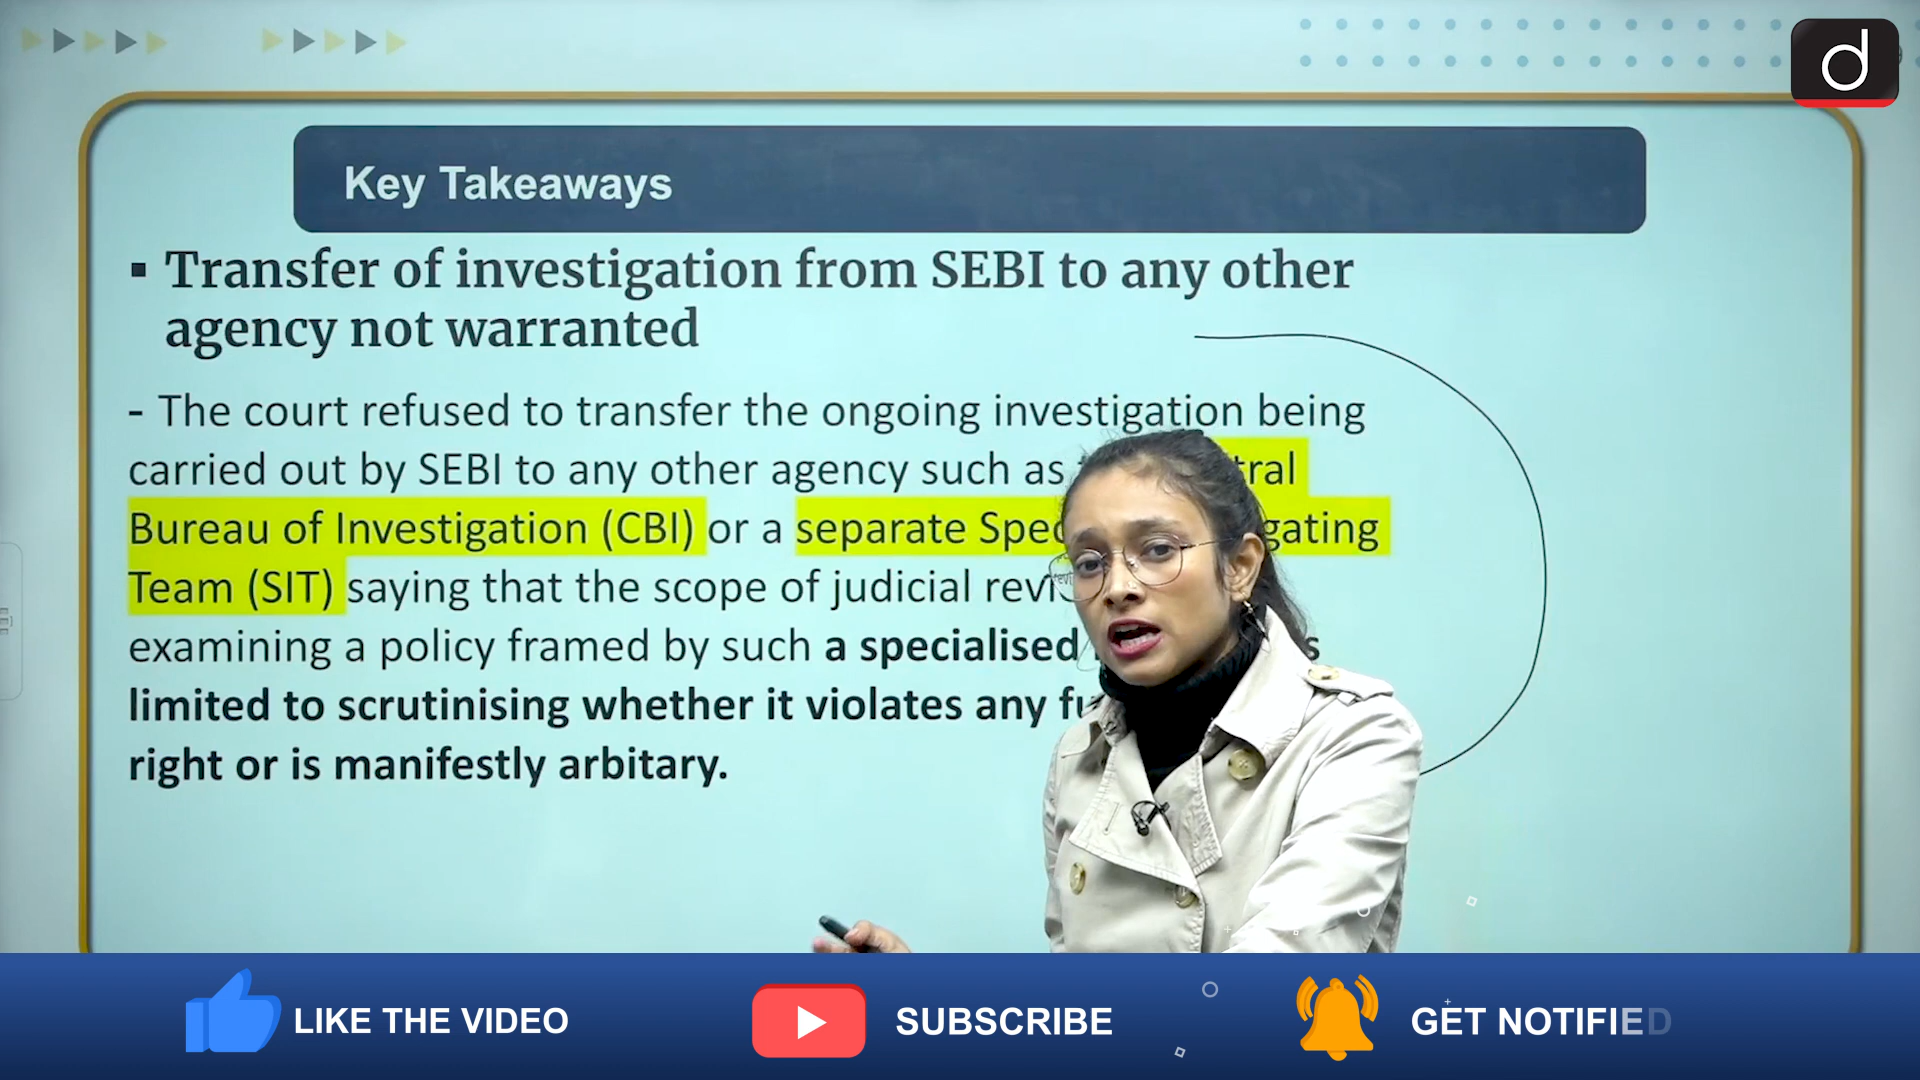 d
Key Takeaways
▪ Transfer of investigation from SEBI to any other
agency not warranted
- The court refused to transfer the ongoing investigation being
carried out by SEBI to any other agency such as
Bureau of Investigation (CBI) or a separate
Team (SIT) saying that the scope of judicial
examining a policy framed by such a specialised
limited to scrutinising whether it violates any
right or is manifestly arbitrary.
LIKE THE VIDEO
SUBSCRIBE
GET NOTIFIED